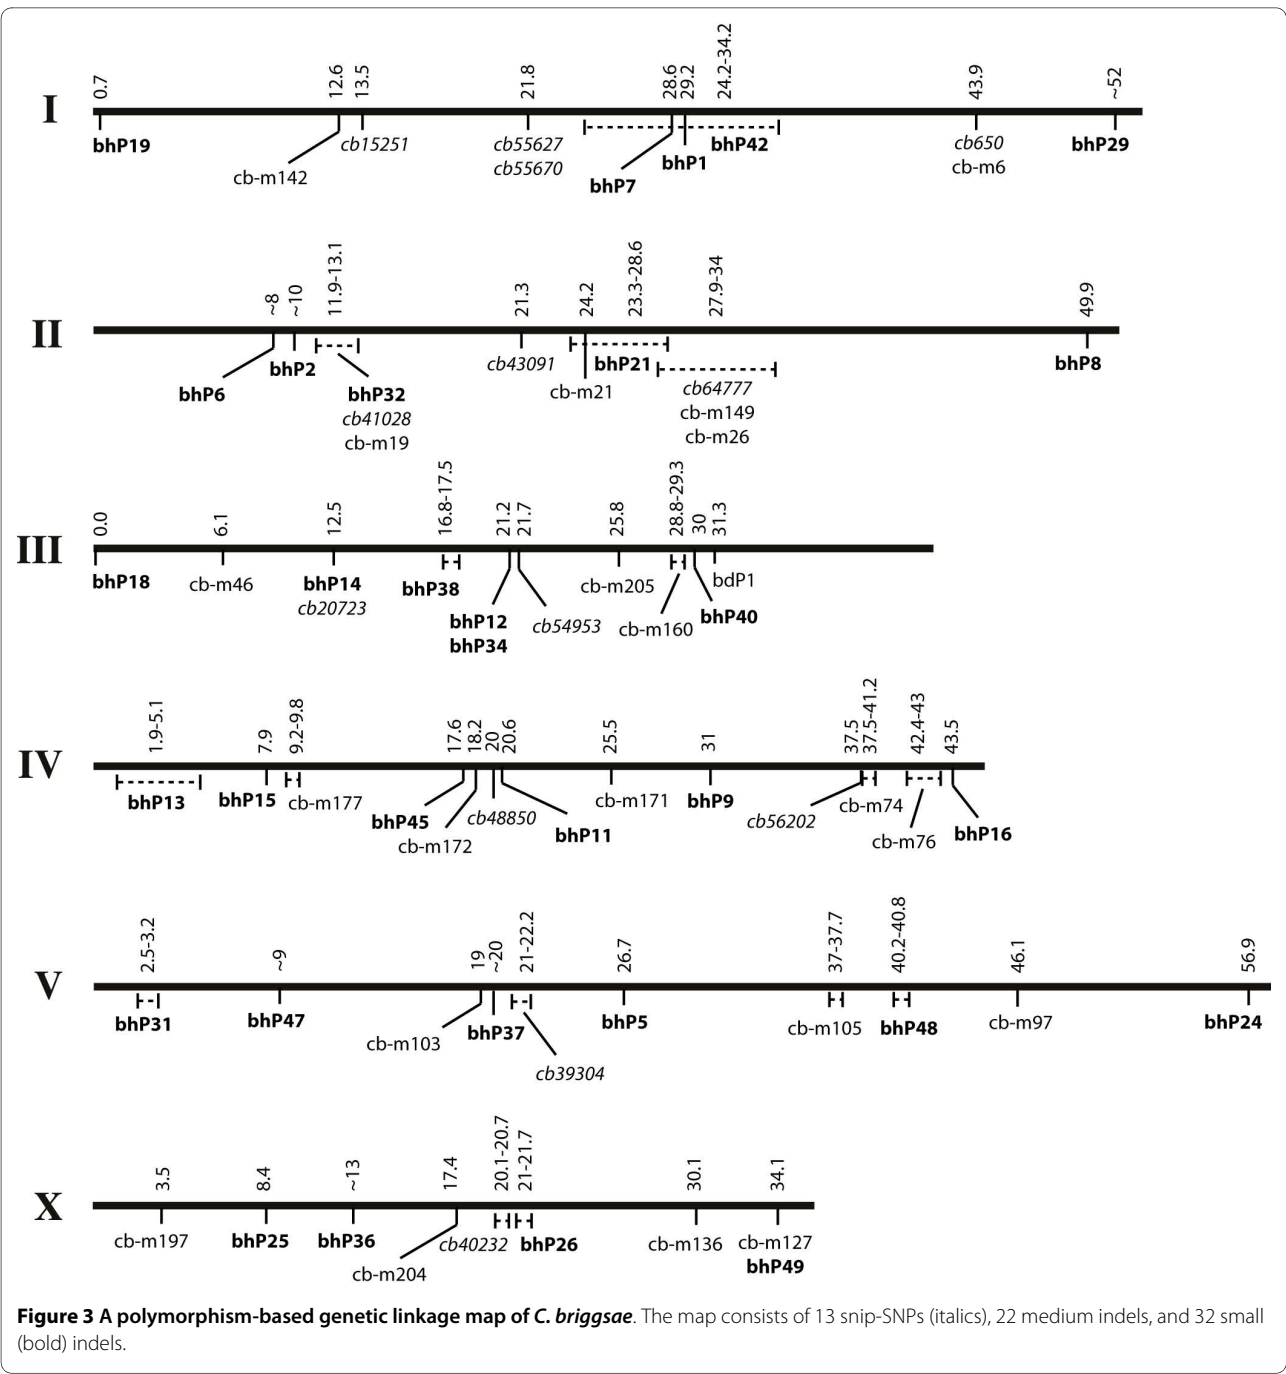 0.7 12.6 13.5 21.8 28.6 29.2 24.2-34.2 43.9 ~52
I
bhP19 cb15251 cb55627 bhP42 cb650 bhP29
cb-m142 cb55670 bhP1 cb-m6
bhP7
~8 ~10 11.9-13.1 21.3 24.2 23.3-28.6 27.9-34 49.9
II
bhP2 cb43091 bhP21 bhP8
bhP6 bhP32 cb-m21 cb64777
cb41028 cb-m149
cb-m19 cb-m26
0.0 6.1 12.5 16.8-17.5 21.2 21.7 25.8 28.8-29.3 30 31.3
III
bhP18 cb-m46 bhP14 bhP38 cb-m205 bdP1
cb20723 bhP12 cb54953 cb-m160 bhP40
bhP34
1.9-5.1 7.9 9.2-9.8 17.6 18.2 20 20.6 25.5 31 37.5 37.5-41.2 42.4-43 43.5
IV
bhP13 bhP15 cb-m177 cb-m171 bhP9 cb-m74
bhP45 cb48850 bhP11 cb56202 bhP16
cb-m172 cb-m76
2.5-3.2 ~9 19 ~20 21-22.2 26.7 37-37.7 40.2-40.8 46.1 56.9
V
bhP31 bhP47 bhP37 bhP5 cb-m105 bhP48 cb-m97 bhP24
cb-m103
cb39304
3.5 8.4 ~13 17.4 20.1-20.7 21-21.7 30.1 34.1
X
cb-m197 bhP25 bhP36 cb40232 bhP26 cb-m136 cb-m127
cb-m204 bhP49
Figure 3 A polymorphism-based genetic linkage map of C. briggsae. The map consists of 13 snip-SNPs (italics), 22 medium indels, and 32 small
(bold) indels.